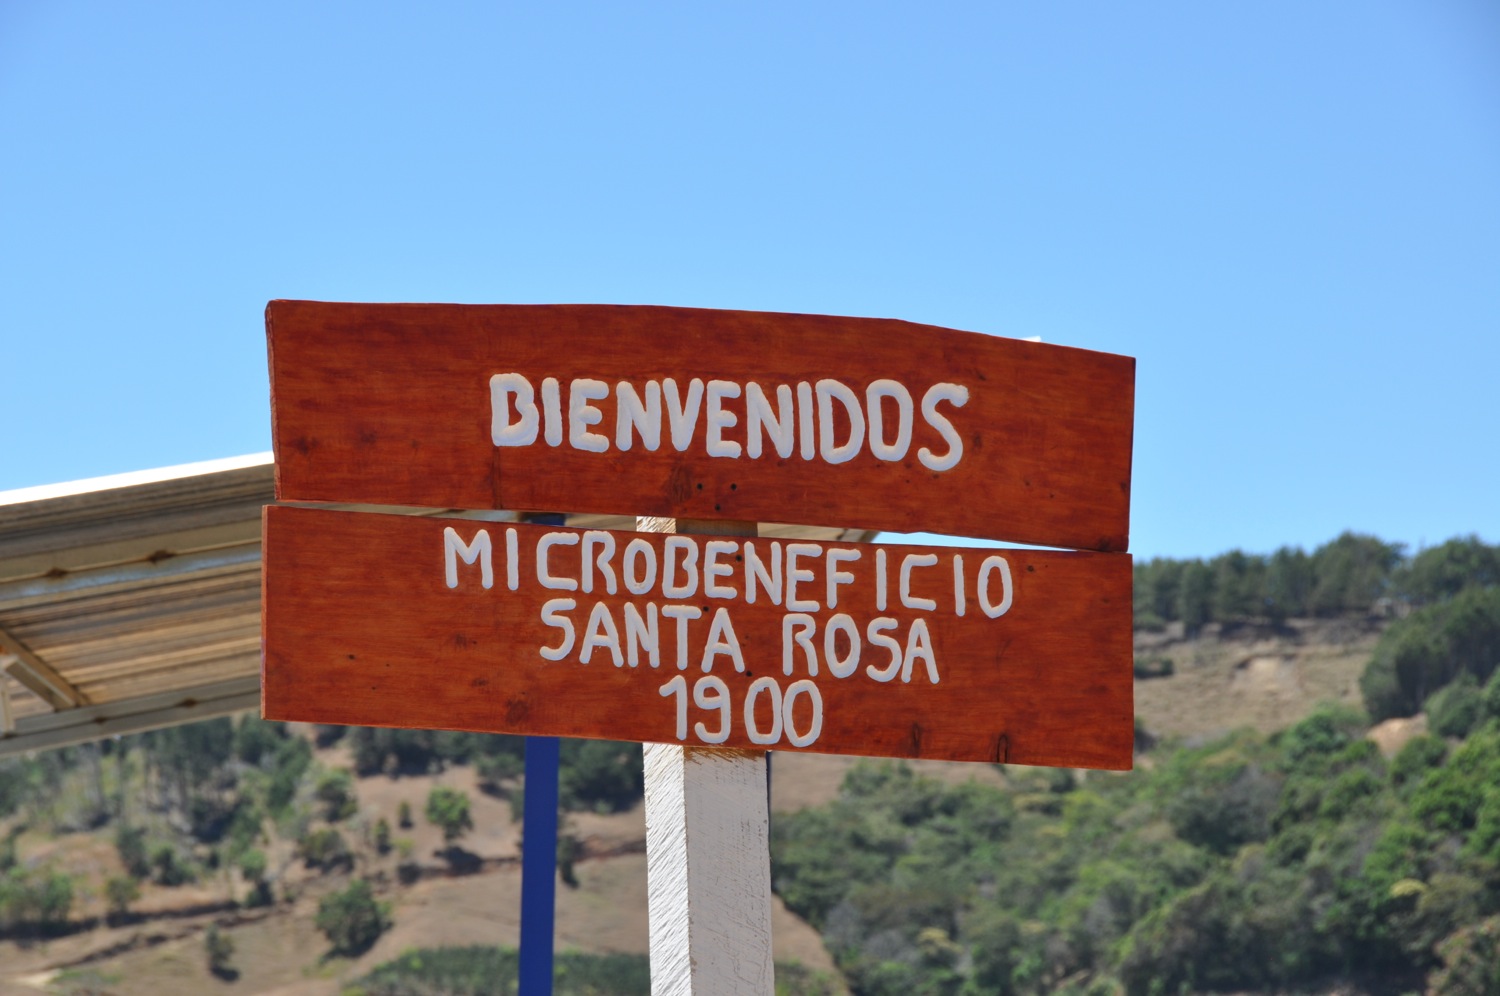 BIENVENIDOS
MICROBENEFICIO
SANTA ROSA
1900